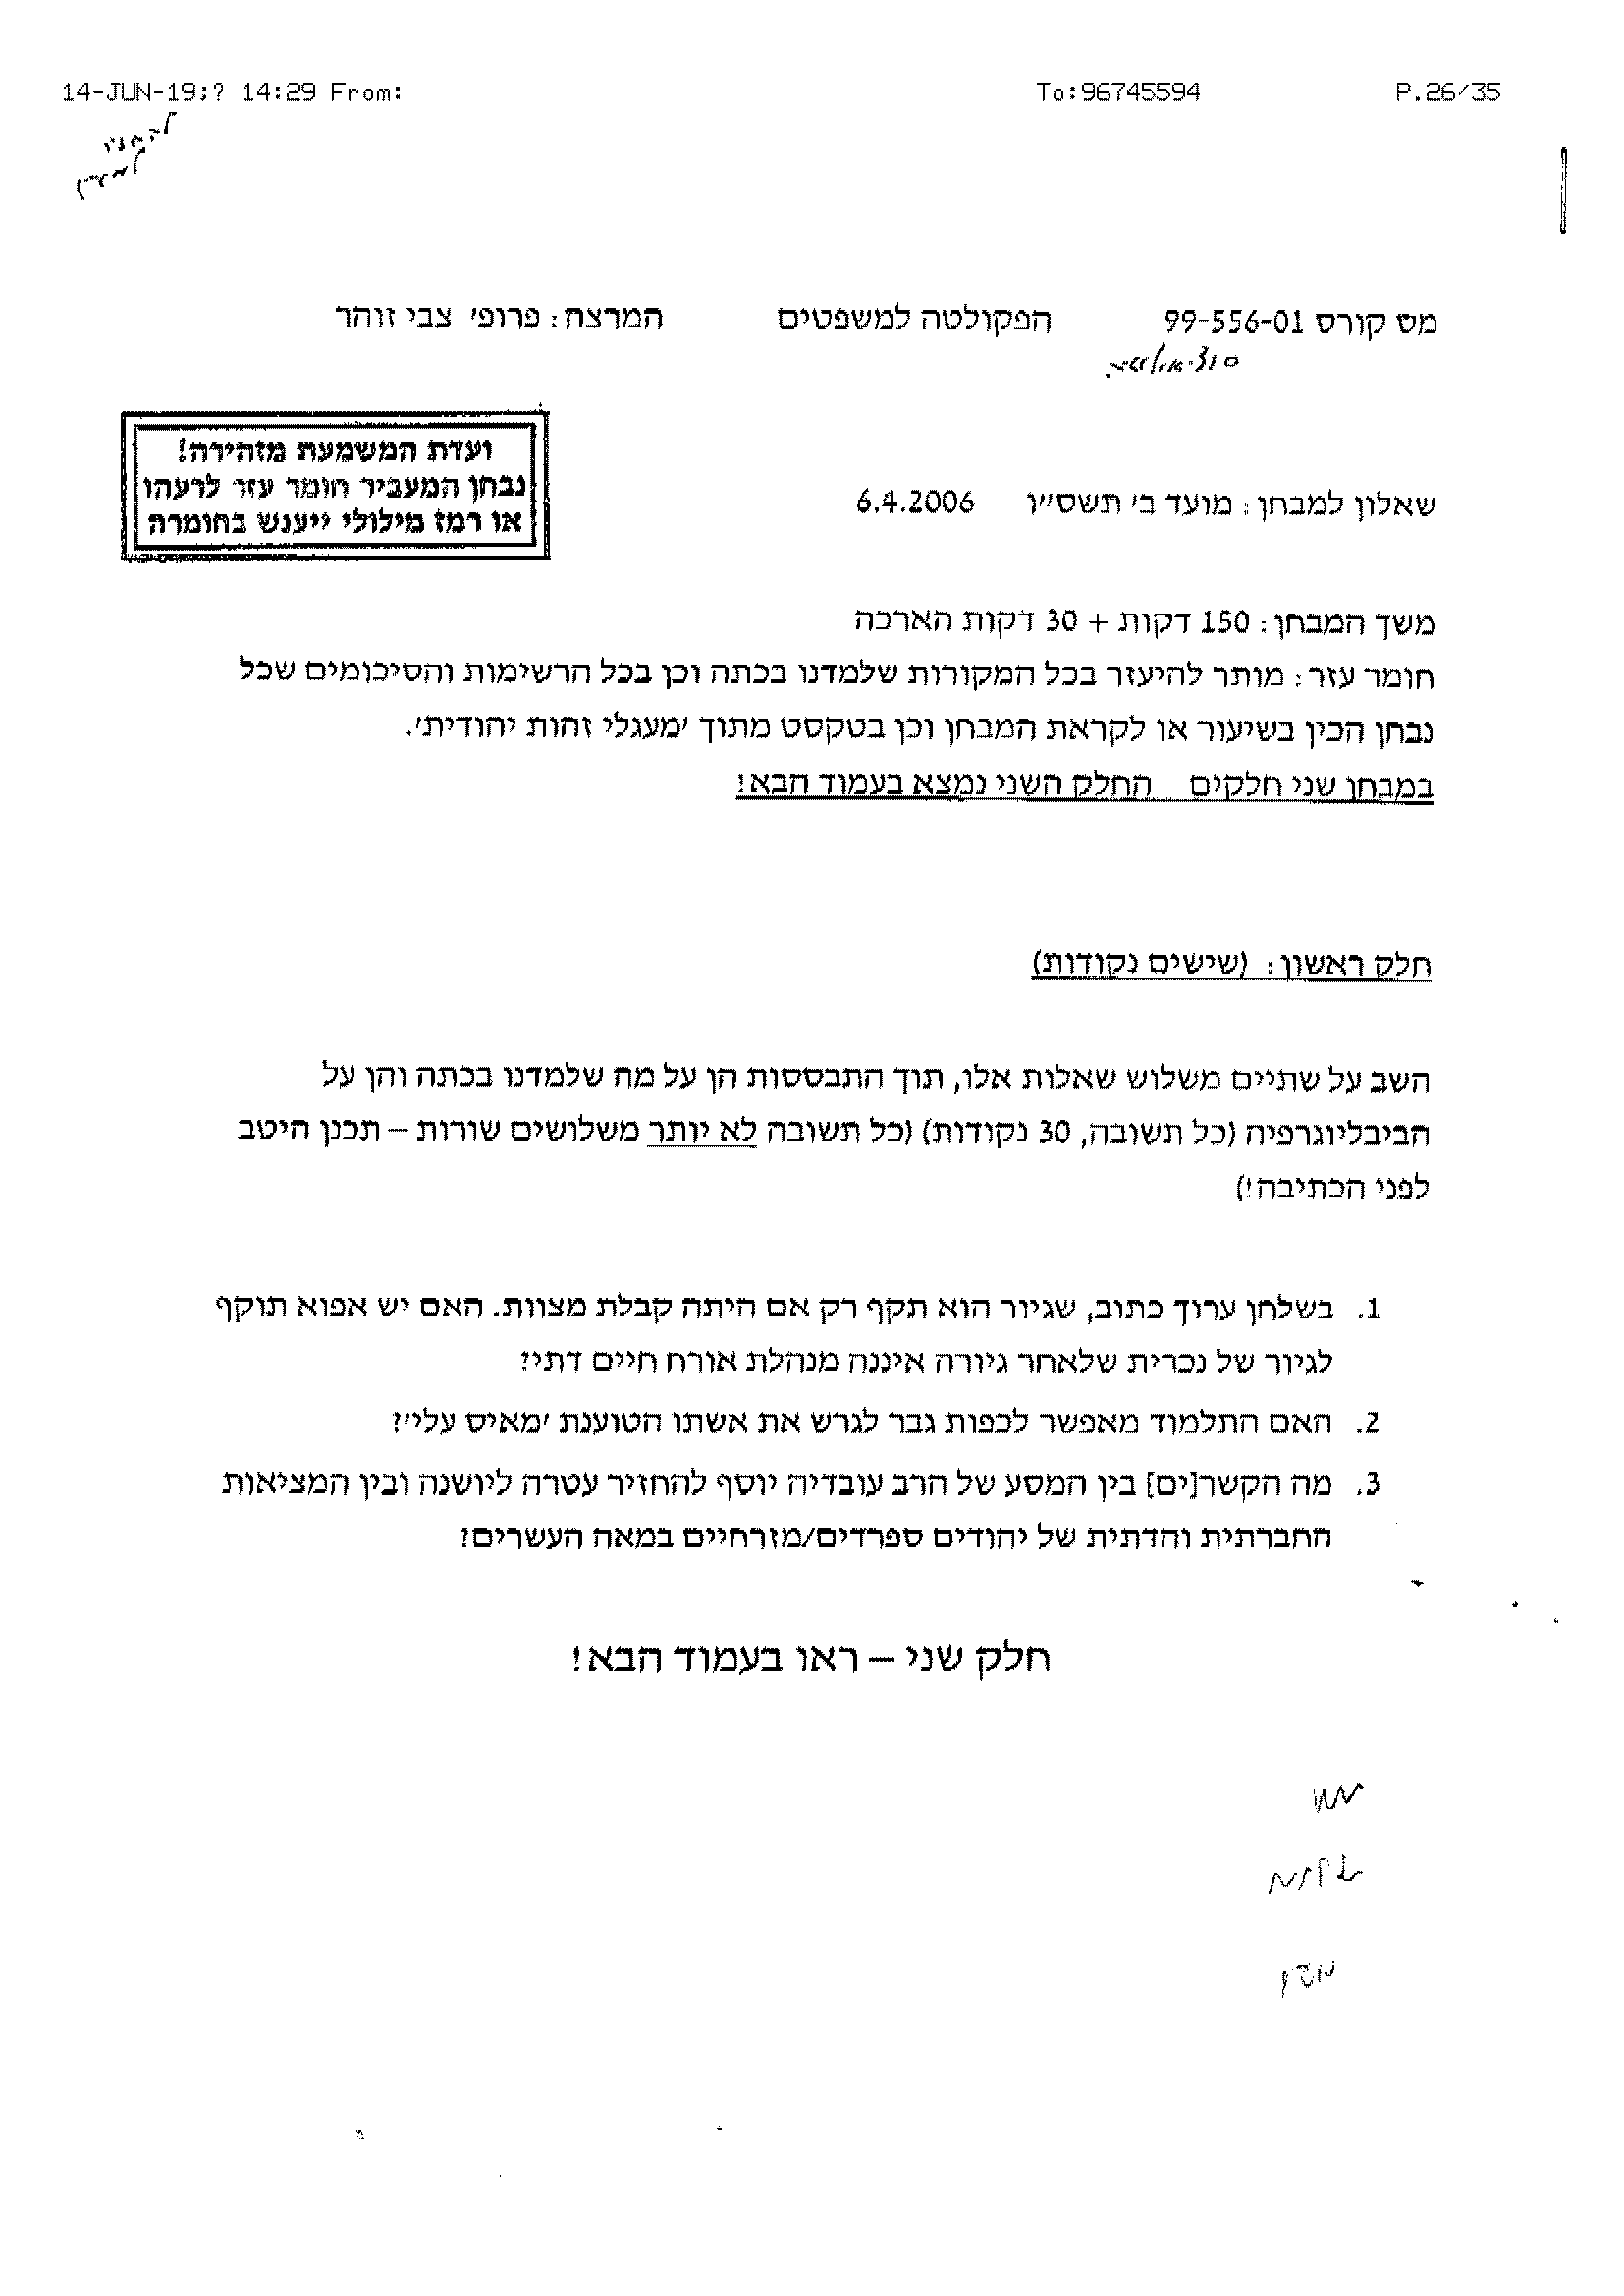 14-JUN-19;? 14:29 From: To:96745594 P.26/35
מס קורס 99-556-01 הפקולטה למשפטים המרצה: פרופ' צבי זוהר
ועדת המשמעת מזהירה!
נבחן המעביר חומר עזר לרעהו
או רמז מילולי ייענש בחומרה
שאלון למבחן: מועד ב' תשס"ו 6.4.2006
משך המבחן: 150 דקות + 30 דקות הארכה
חומר עזר: מותר להיעזר בכל המקורות שלמדנו בכתה וכן בכל הרשימות והסיכומים שכל
נבחן הכין בשיעור או לקראת המבחן וכן בטקסט מתוך 'מעגלי זהות יהודית'.
במבחן שני חלקים החלק השני נמצא בעמוד הבא!
חלק ראשון: (שישים נקודות)
השב על שתיים משלוש שאלות אלו, תוך התבססות הן על מה שלמדנו בכתה והן על
הביבליוגרפיה (כל תשובה, 30 נקודות) (כל תשובה לא יותר משלושים שורות – תכנן היטב
לפני הכתיבה!)
1. בשלחן ערוך כתוב, שגיור הוא תקף רק אם היתה קבלת מצוות. האם יש אפוא תוקף
לגיור של נכרית שלאחר גיורה איננה מנהלת אורח חיים דתי?
2. האם התלמוד מאפשר לכפות גבר לגרש את אשתו הטוענת 'מאיס עלי'?
3. מה הקשר[ים] בין המסע של הרב עובדיה יוסף להחזיר עטרה ליושנה ובין המציאות
החברתית והדתית של יהודים ספרדים/מזרחיים במאה העשרים?
חלק שני – ראו בעמוד הבא!